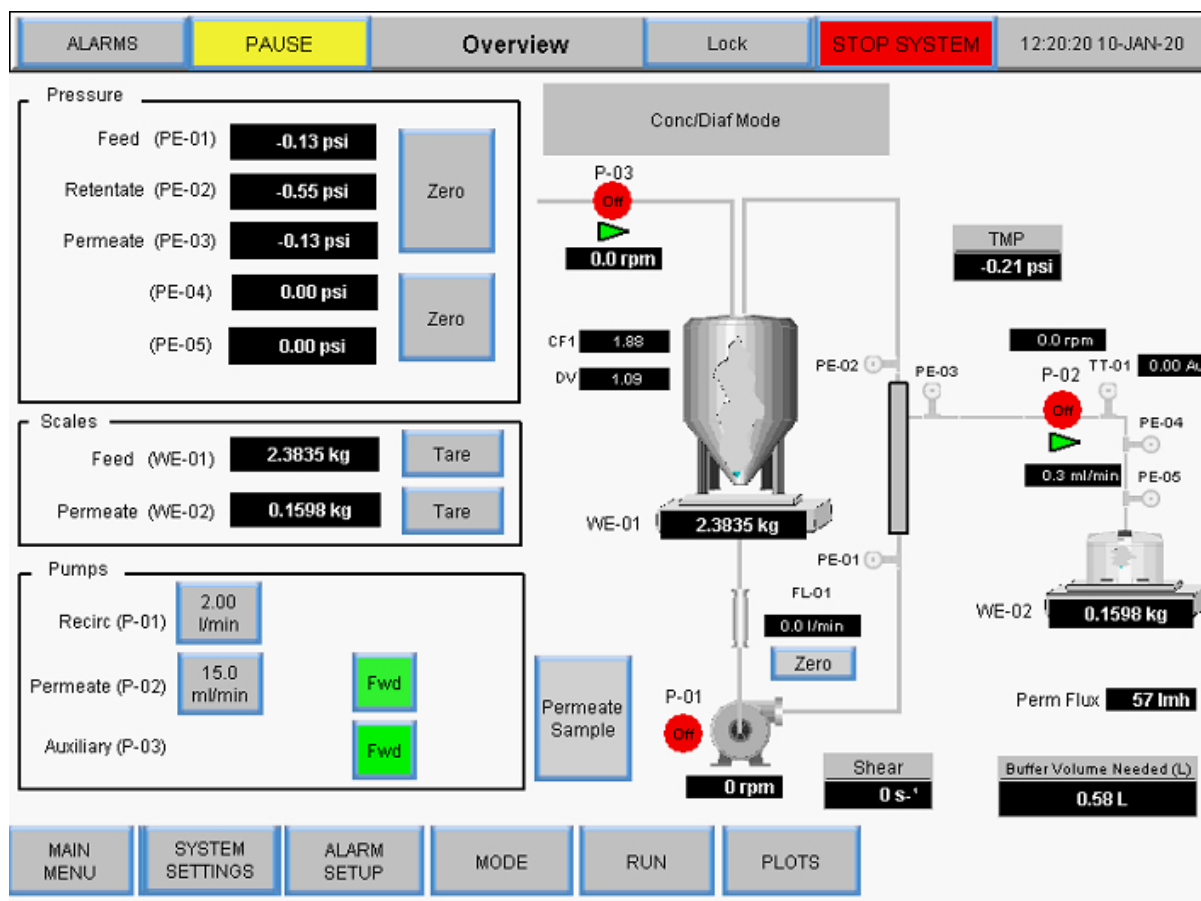 ALARMS
PAUSE
Overview
Lock
STOP SYSTEM
12:20:20 10-JAN-20
Pressure
Feed (PE-01) -0.13 psi
Retentate (PE-02) -0.55 psi
Zero
Permeate (PE-03) -0.13 psi
(PE-04) 0.00 psi
Zero
(PE-05) 0.00 psi
Scales
Feed (WE-01) 2.3835 kg Tare
Permeate (WE-02) 0.1598 kg Tare
Pumps
Recirc (P-01)
2.00
l/min
Permeate (P-02)
15.0
ml/min
Fwd
Auxiliary (P-03)
Fwd
Permeate
Sample
Conc/Diaf Mode
P-03
Off
0.0 rpm
TMP
-0.21 psi
CF1 1.88
DV 1.09
PE-02
PE-03
0.0 rpm
P-02
Off
TT-01 0.00 Au
PE-04
0.3 ml/min
PE-05
WE-01 2.3835 kg
PE-01
FL-01
0.0 l/min
Zero
WE-02 0.1598 kg
P-01
Off
0 rpm
Perm Flux 57 lmh
Shear
0 s-¹
Buffer Volume Needed (L)
0.58 L
MAIN
MENU
SYSTEM
SETTINGS
ALARM
SETUP
MODE
RUN
PLOTS